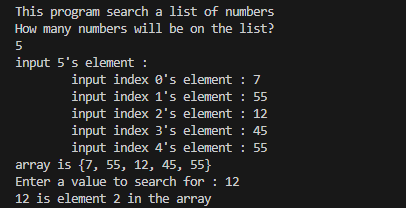 This program search a list of numbers
How many numbers will be on the list?
5
input 5's element :
        input index 0's element : 7
        input index 1's element : 55
        input index 2's element : 12
        input index 3's element : 45
        input index 4's element : 55
array is {7, 55, 12, 45, 55}
Enter a value to search for : 12
12 is element 2 in the array